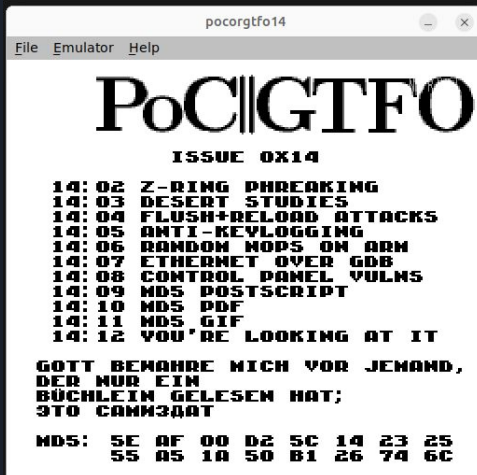 pocorgtfo14
File Emulator Help
PoC||GTFO
ISSUE 0X14
14:02 Z-RING PHREAKING
14:03 DESERT STUDIES
14:04 FLUSH+RELOAD ATTACKS
14:05 ANTI-KEYLOGGING
14:06 RANDOM NOPS ON ARM
14:07 ETHERNET OVER GDB
14:08 CONTROL PANEL VULNS
14:09 MD5 POSTSCRIPT
14:10 MD5 PDF
14:11 MD5 GIF
14:12 YOU'RE LOOKING AT IT
GOTT BEWAHRE MICH VOR JEMAND,
DER NUR EIN
BÜCHLEIN GELESEN HAT;
ЭТО САМИЗДАТ
MD5: 5E AF 00 D2 5C 14 23 25
55 A5 1A 50 B1 26 74 6C